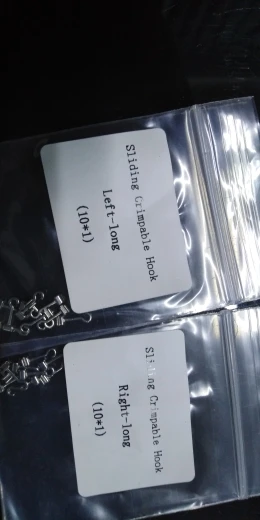 Sliding Crimpable Hook
Left-long
(10*1)
Sliding Crimpable Hook
Right-long
(10*1)